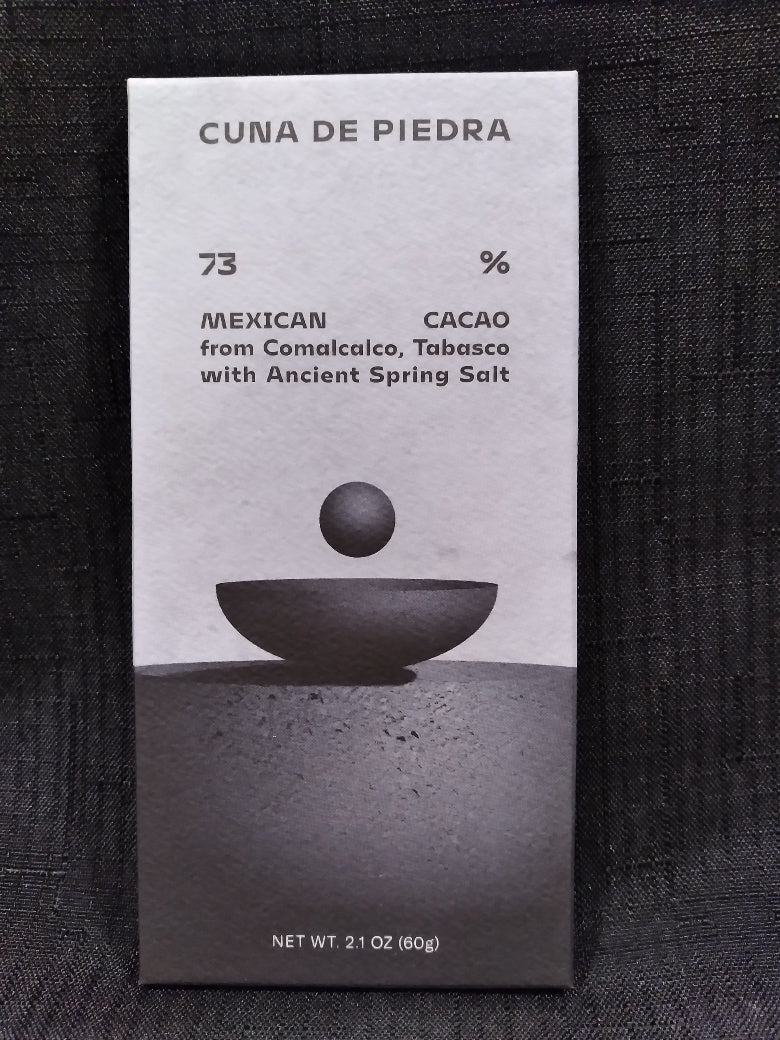 CUNA DE PIEDRA
73 %
MEXICAN CACAO
from Comalcalco, Tabasco
with Ancient Spring Salt
NET WT. 2.1 OZ (60g)